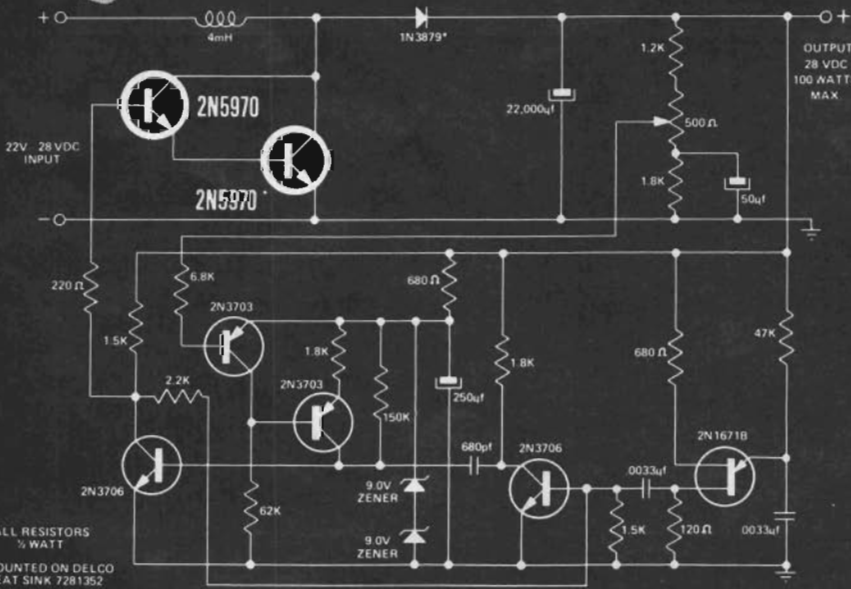 +
4mH
1N3879*
1.2K
+
OUTPUT
28 VDC
100 WATT
MAX.
2N5970
22,000µf
500Ω
22V 28 VDC
INPUT
2N5970*
1.8K
50µf
−
220Ω
6.8K
680Ω
2N3703
1.5K
1.8K
1.8K
680Ω
47K
2.2K
2N3703
250µf
150K
2N1671B
680pf
2N3706
.0033µf
2N3706
9.0V
ZENER
62K
1.5K
120Ω
.0033µf
9.0V
ZENER
RESISTORS
½ WATT
ON DELCO
SINK 7281352